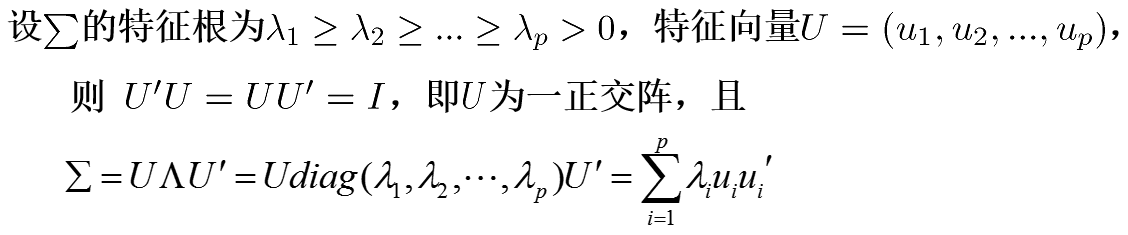 设∑的特征根为λ₁ ≥ λ₂ ≥ ... ≥ λₚ > 0，特征向量U = (u₁, u₂, ..., uₚ)，
则 U′U = UU′ = I，即U为一正交阵，且
∑ = UΛU′ = Udiag(λ₁, λ₂, ⋯, λₚ)U′ = ∑ᵢ₌₁ᵖ λᵢuᵢuᵢ′